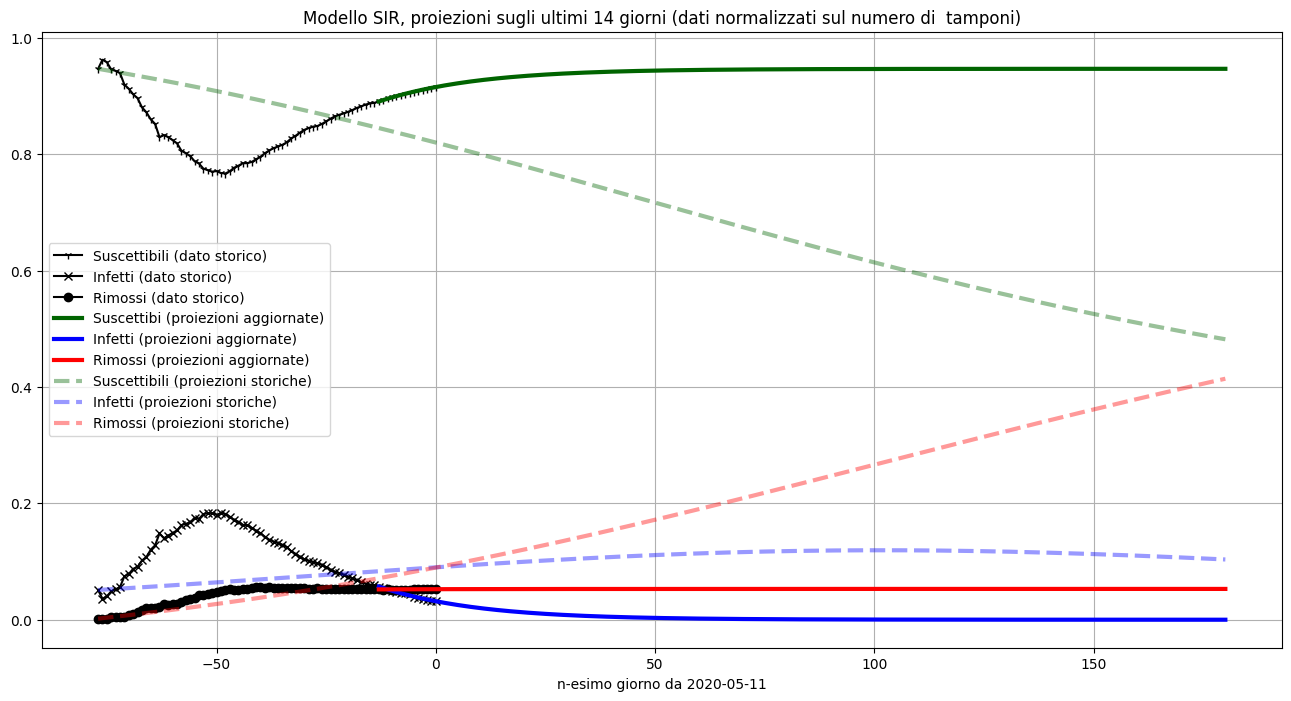 Modello SIR, proiezioni sugli ultimi 14 giorni (dati normalizzati sul numero di  tamponi)
1.0
0.8
0.6
0.4
0.2
0.0
Suscettibili (dato storico)
Infetti (dato storico)
Rimossi (dato storico)
Suscettibi (proiezioni aggiornate)
Infetti (proiezioni aggiornate)
Rimossi (proiezioni aggiornate)
Suscettibili (proiezioni storiche)
Infetti (proiezioni storiche)
Rimossi (proiezioni storiche)
−50 0 50 100 150
n-esimo giorno da 2020-05-11